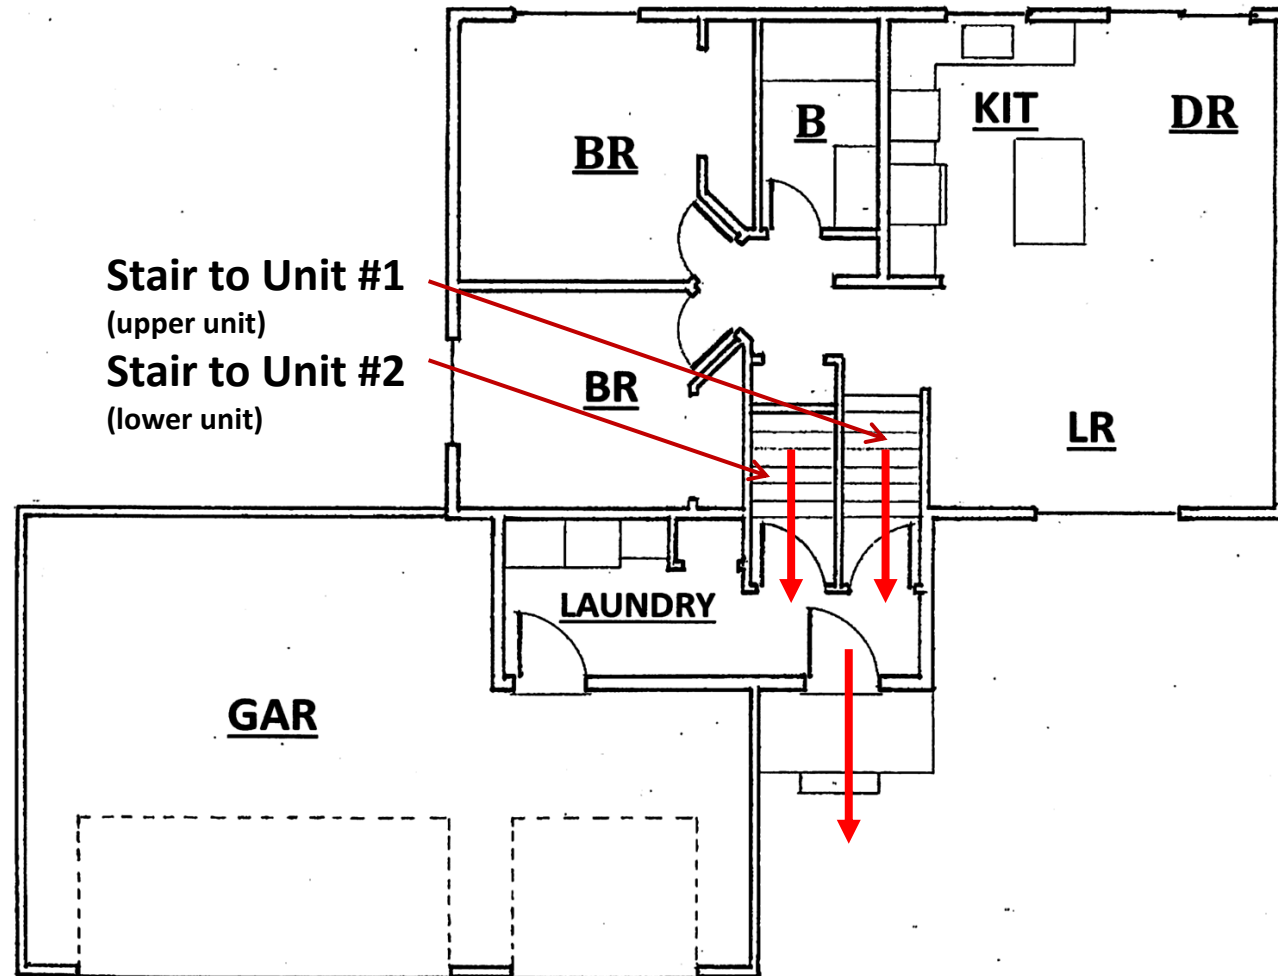 KIT
DR
B
BR
Stair to Unit #1
(upper unit)
Stair to Unit #2
(lower unit)
BR
LR
LAUNDRY
GAR